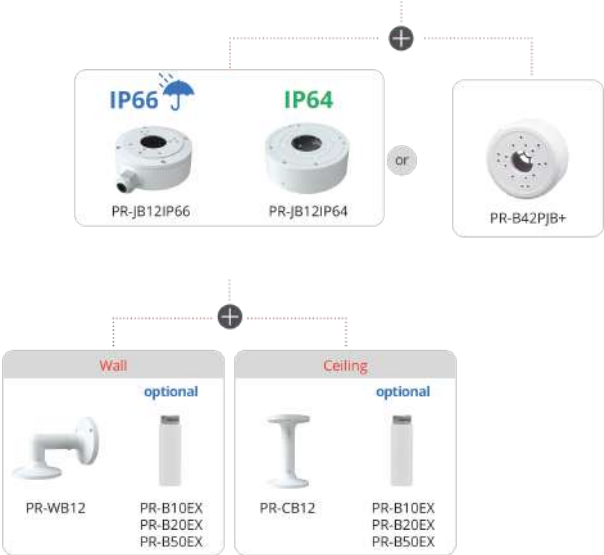 IP66
IP64
PR-JB12IP66
PR-JB12IP64
or
PR-B42PJB+
Wall
Ceiling
optional
optional
PR-WB12
PR-B10EX
PR-B20EX
PR-B50EX
PR-CB12
PR-B10EX
PR-B20EX
PR-B50EX